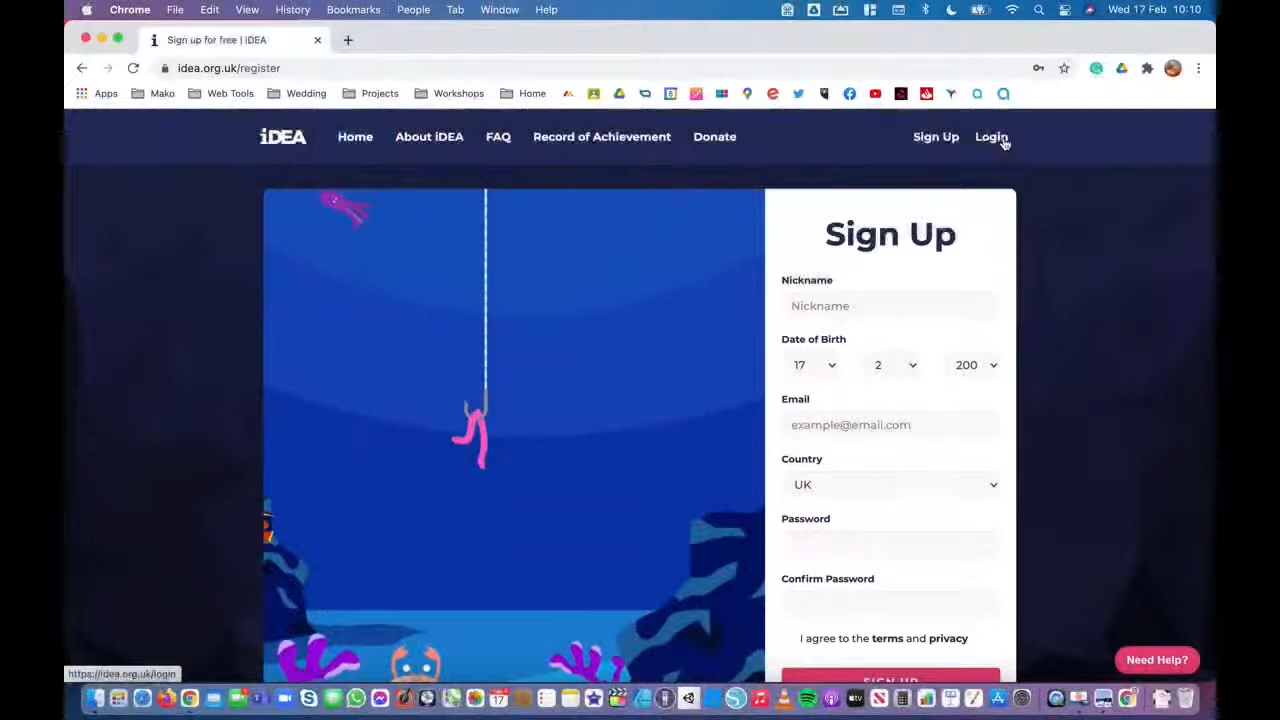 Chrome File Edit View History Bookmarks People Tab Window Help Wed 17 Feb 10:10
Sign up for free | iDEA
idea.org.uk/register
Apps Mako Web Tools Wedding Projects Workshops Home
iDEA Home About iDEA FAQ Record of Achievement Donate Sign Up Login
Sign Up
Nickname
Nickname
Date of Birth
17 2 200
Email
example@email.com
Country
UK
Password
Confirm Password
I agree to the terms and privacy
Need Help?
https://idea.org.uk/login
SIGN UP